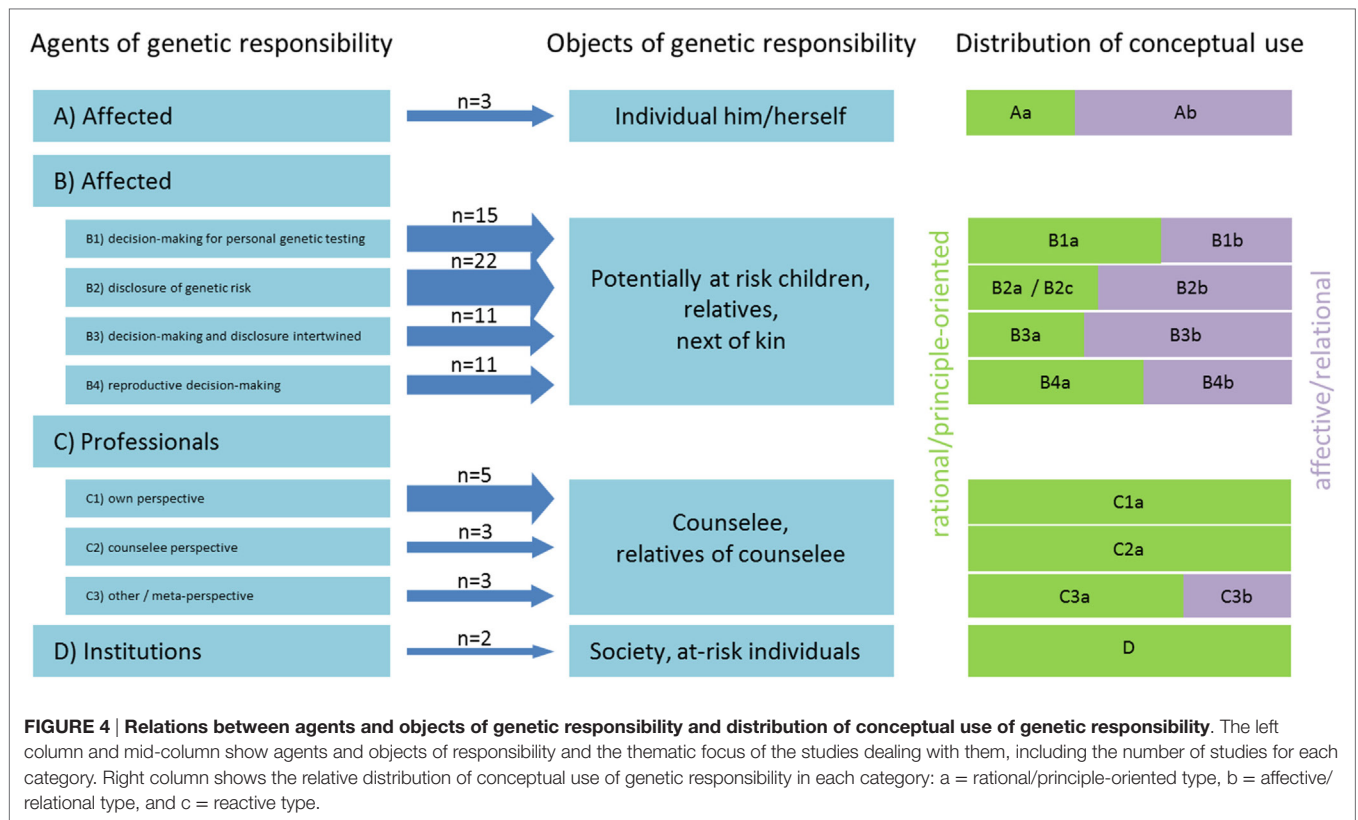 Agents of genetic responsibility
Objects of genetic responsibility
Distribution of conceptual use
A) Affected
n=3
Individual him/herself
Aa
Ab
B) Affected
B1) decision-making for personal genetic testing
n=15
B2) disclosure of genetic risk
n=22
B3) decision-making and disclosure intertwined
n=11
B4) reproductive decision-making
n=11
Potentially at risk children,
relatives,
next of kin
B1a
B1b
B2a / B2c
B2b
B3a
B3b
B4a
B4b
rational/principle-oriented
affective/relational
C) Professionals
C1) own perspective
n=5
C2) counselee perspective
n=3
C3) other / meta-perspective
n=3
Counselee,
relatives of counselee
C1a
C2a
C3a
C3b
D) Institutions
n=2
Society, at-risk individuals
D
FIGURE 4 | Relations between agents and objects of genetic responsibility and distribution of conceptual use of genetic responsibility. The left
column and mid-column show agents and objects of responsibility and the thematic focus of the studies dealing with them, including the number of studies for each
category. Right column shows the relative distribution of conceptual use of genetic responsibility in each category: a = rational/principle-oriented type, b = affective/
relational type, and c = reactive type.